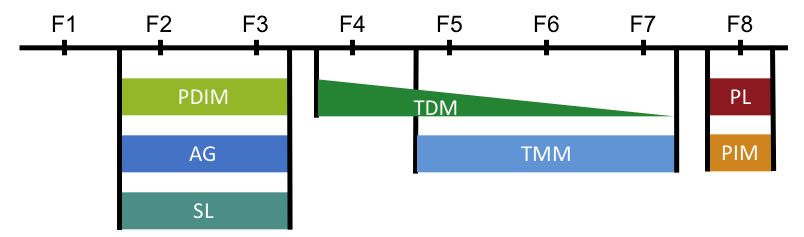 F1 F2 F3 F4 F5 F6 F7 F8
PDIM TDM PL
AG TMM PIM
SL